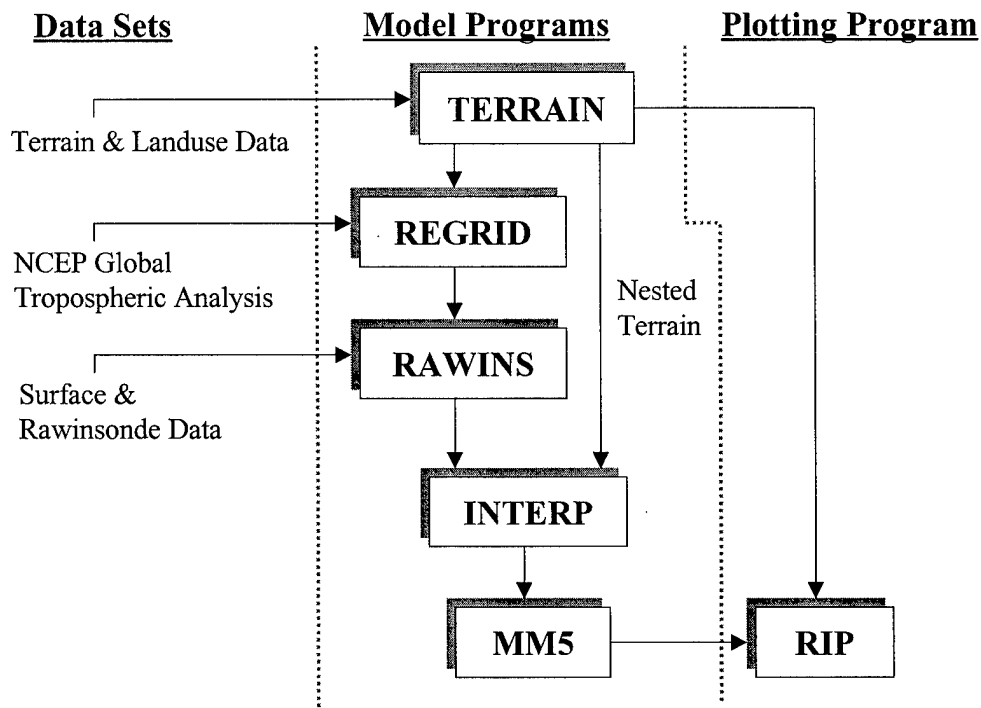 Data Sets
Model Programs
Plotting Program
TERRAIN
Terrain & Landuse Data
REGRID
NCEP Global
Tropospheric Analysis
Nested
Terrain
RAWINS
Surface &
Rawinsonde Data
INTERP
MM5
RIP